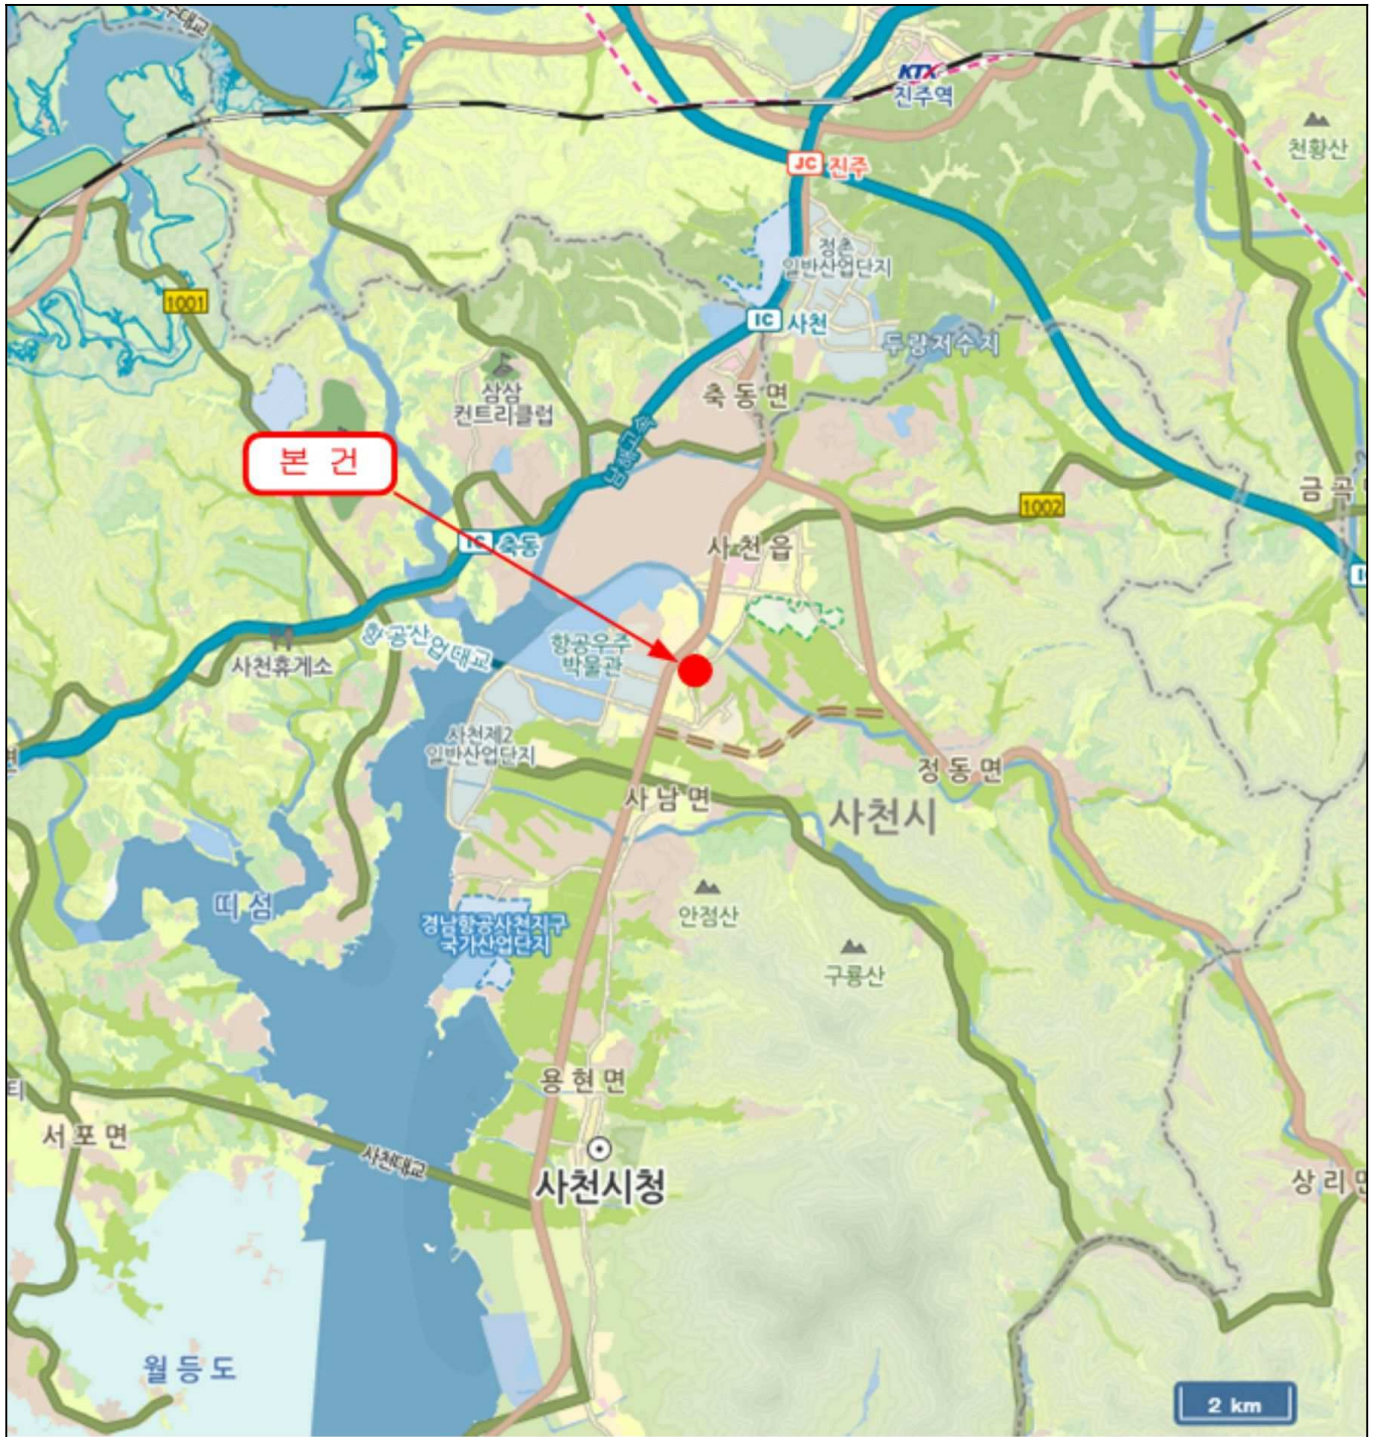 KTX
진주역
천황산
JC 진주
정촌
일반산업단지
1001
IC 사천
두량저수지
삼삼
컨트리클럽
축동면
본 건
남해고속
금곡
1002
IC 축동
사천읍
항공산업대교
항공우주
박물관
사천휴게소
사천제2
일반산업단지
정동면
사남면
사천시
띠섬
안점산
경남항공사천지구
국가산업단지
구룡산
용현면
서포면
사천대교
사천시청
상리면
월등도
2 km